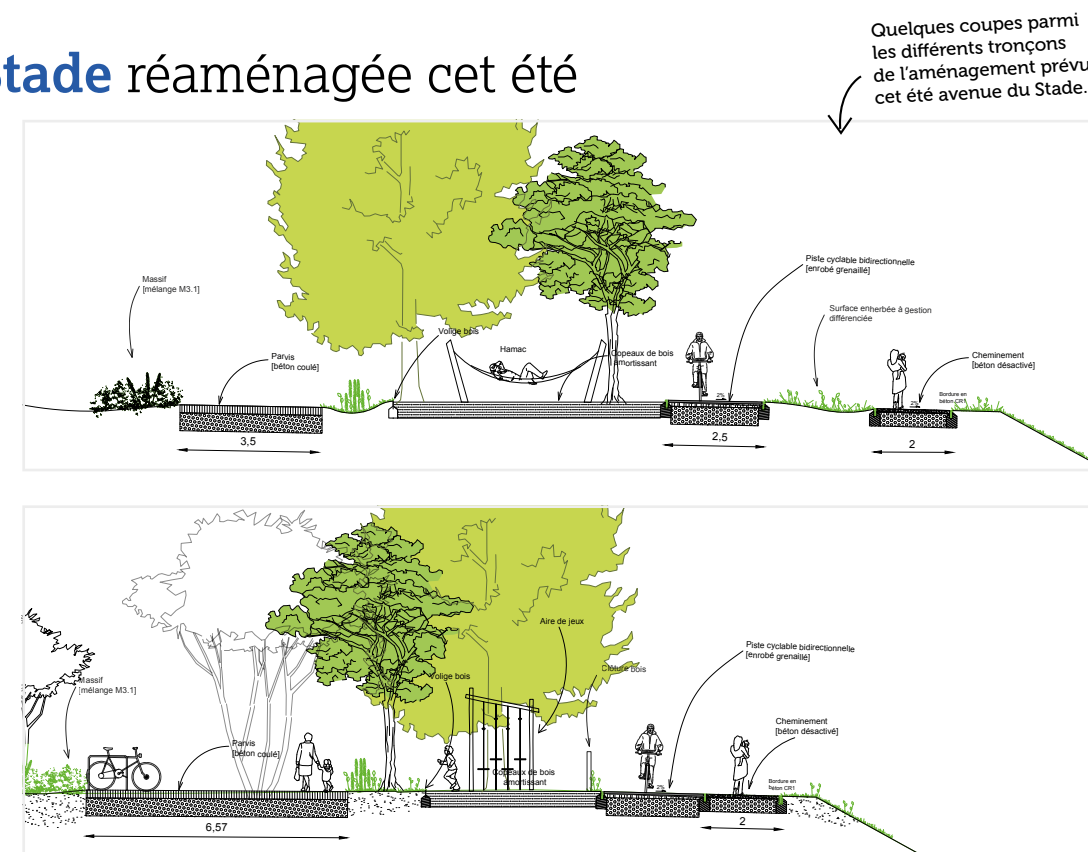 Stade réaménagée cet été
Quelques coupes parmi
les différents tronçons
de l'aménagement prévu
cet été avenue du Stade.
Massif
[mélange M3.1]
Parvis
[béton coulé]
Volige bois
Hamac
Copeaux de bois
amortissant
Piste cyclable bidirectionnelle
[enrobé grenaillé]
Surface enherbée à gestion
différenciée
Cheminement
[béton désactivé]
Bordure en
béton CR1
2%
2%
3,5
2,5
2
Massif
[mélange M3.1]
Parvis
[béton coulé]
Volige bois
Aire de jeux
Clôture bois
Copeaux de bois
amortissant
Piste cyclable bidirectionnelle
[enrobé grenaillé]
Cheminement
[béton désactivé]
Bordure en
béton CR1
2%
2%
6,57
2